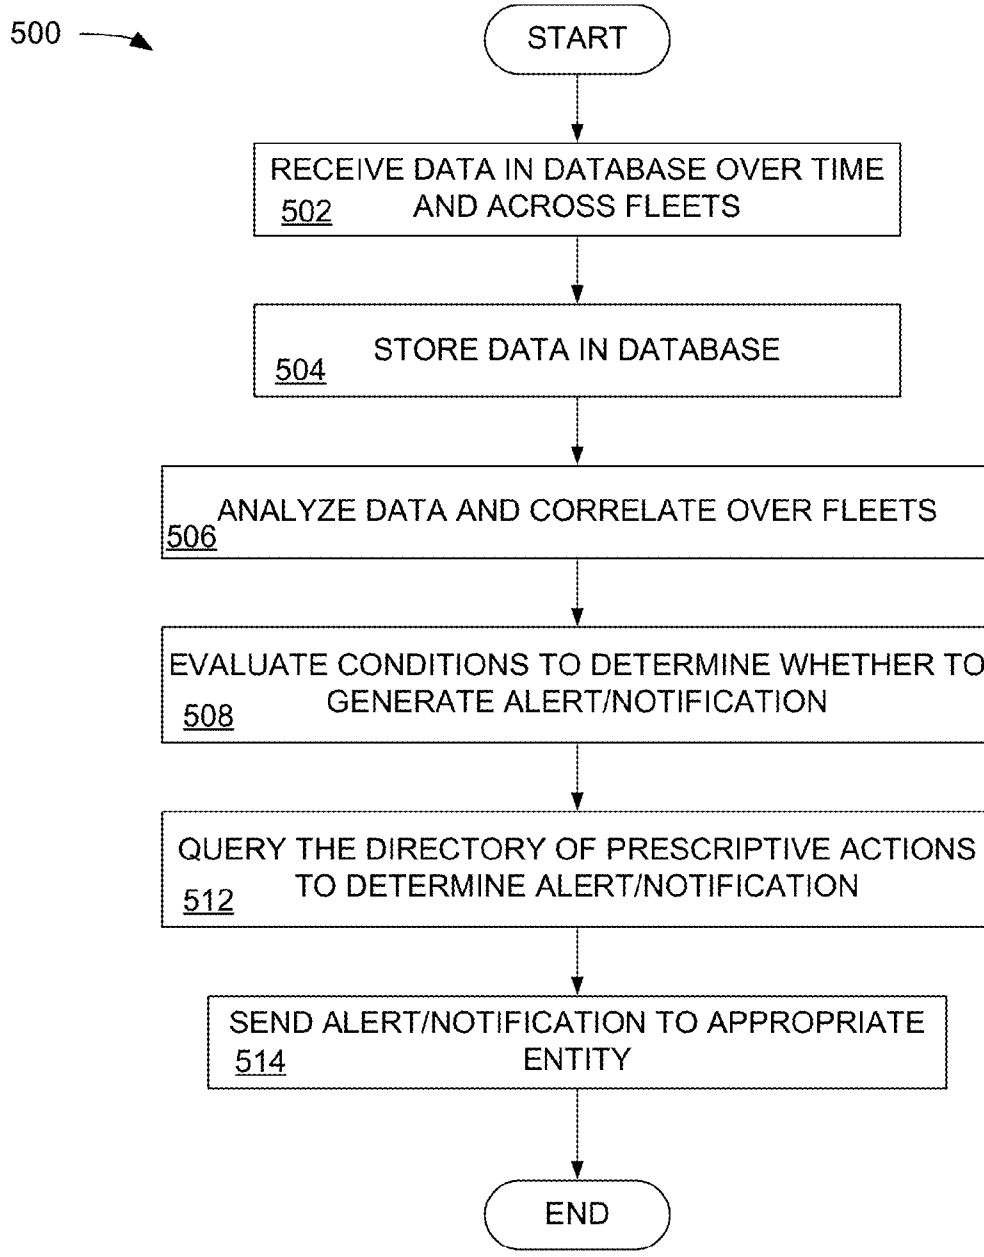 500
START
RECEIVE DATA IN DATABASE OVER TIME
AND ACROSS FLEETS
502
STORE DATA IN DATABASE
504
ANALYZE DATA AND CORRELATE OVER FLEETS
506
EVALUATE CONDITIONS TO DETERMINE WHETHER TO
GENERATE ALERT/NOTIFICATION
508
QUERY THE DIRECTORY OF PRESCRIPTIVE ACTIONS
TO DETERMINE ALERT/NOTIFICATION
512
SEND ALERT/NOTIFICATION TO APPROPRIATE
ENTITY
514
END